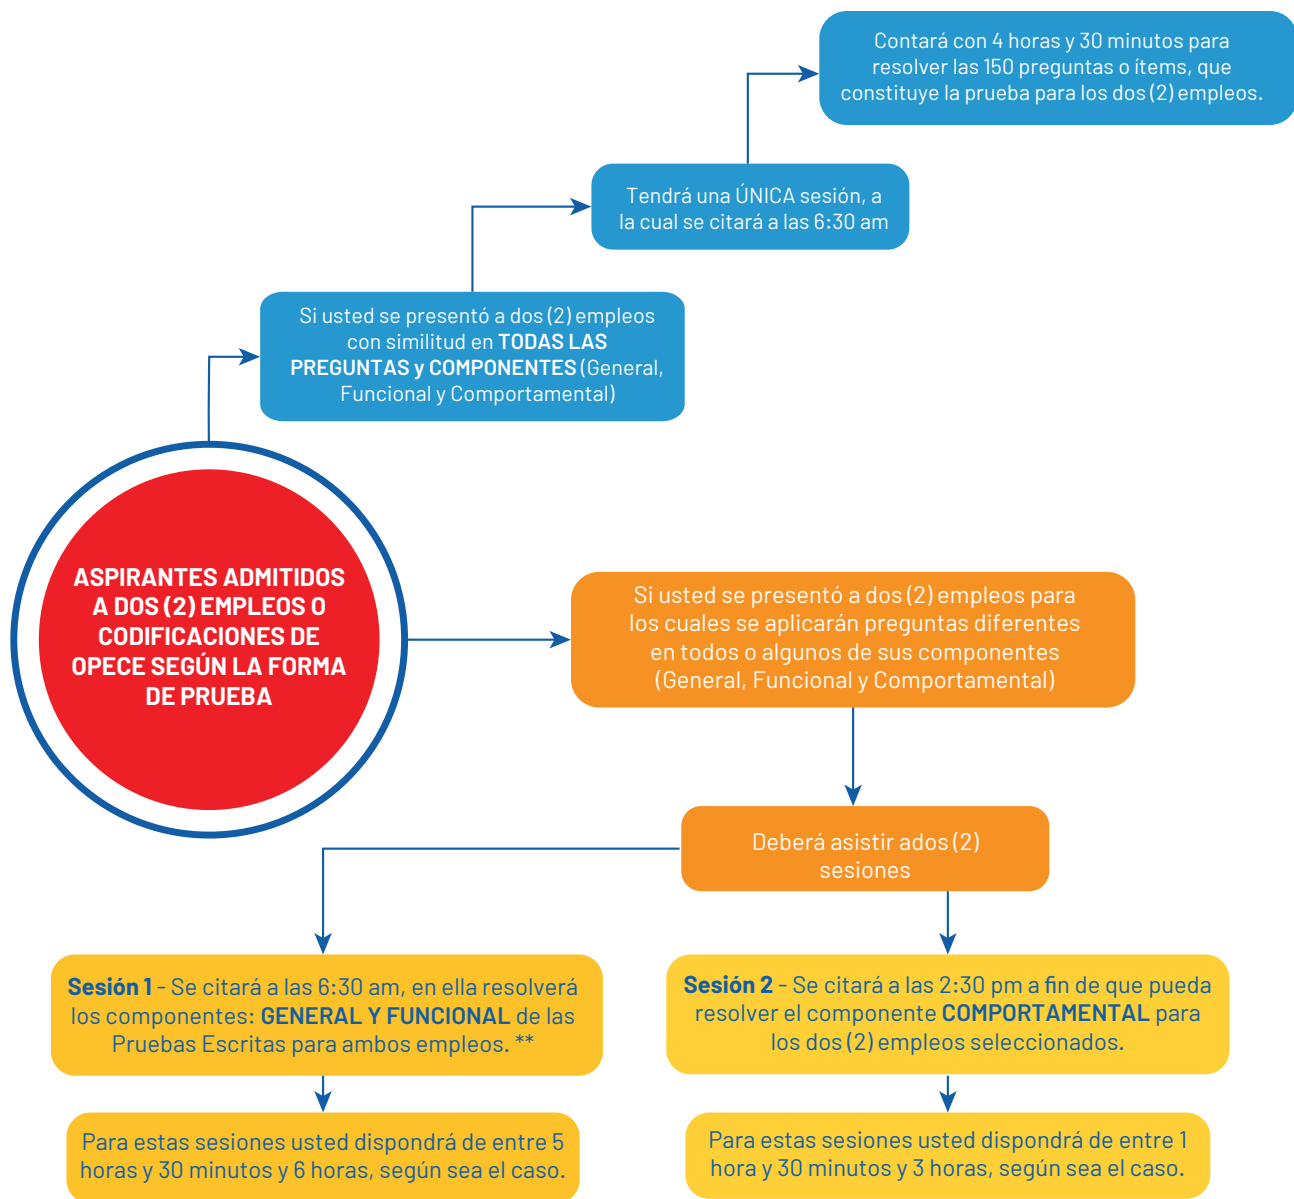 Contará con 4 horas y 30 minutos para
resolver las 150 preguntas o ítems, que
constituye la prueba para los dos (2) empleos.
Tendrá una ÚNICA sesión, a
la cual se citará a las 6:30 am
Si usted se presentó a dos (2) empleos
con similitud en TODAS LAS
PREGUNTAS y COMPONENTES (General,
Funcional y Comportamental)
ASPIRANTES ADMITIDOS
A DOS (2) EMPLEOS O
CODIFICACIONES DE
OPECE SEGÚN LA FORMA
DE PRUEBA
Si usted se presentó a dos (2) empleos para
los cuales se aplicarán preguntas diferentes
en todos o algunos de sus componentes
(General, Funcional y Comportamental)
Deberá asistir ados (2)
sesiones
Sesión 1 - Se citará a las 6:30 am, en ella resolverá
los componentes: GENERAL Y FUNCIONAL de las
Pruebas Escritas para ambos empleos. **
Sesión 2 - Se citará a las 2:30 pm a fin de que pueda
resolver el componente COMPORTAMENTAL para
los dos (2) empleos seleccionados.
Para estas sesiones usted dispondrá de entre 5
horas y 30 minutos y 6 horas, según sea el caso.
Para estas sesiones usted dispondrá de entre 1
hora y 30 minutos y 3 horas, según sea el caso.